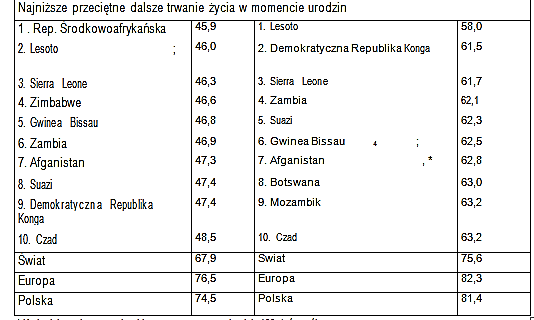 Najniższe przeciętne dalsze trwanie życia w momencie urodzin
1 . Rep. Środkowoafrykańska 45,9 1. Lesoto 58,0
2. Lesoto ; 46,0 2. Demokratyczna Republika Konga 61,5
3. Sierra Leone 46,3 3. Sierra Leone 61,7
4. Zimbabwe 46,6 4. Zambia 62,1
5. Gwinea Bissau 46,8 5. Suazi 62,3
6. Zambia 46,9 6. Gwinea Bissau 4 ; 62,5
7. Afganistan 47,3 7. Afganistan , * 62,8
8. Suazi 47,4 8. Botswana 63,0
9. Demokratyczna Republika 47,4 9. Mozambik 63,2
Konga
10. Czad 48,5 10. Czad 63,2
Świat 67,9 Świat 75,6
Europa 76,5 Europa 82,3
Polska 74,5 Polska 81,4